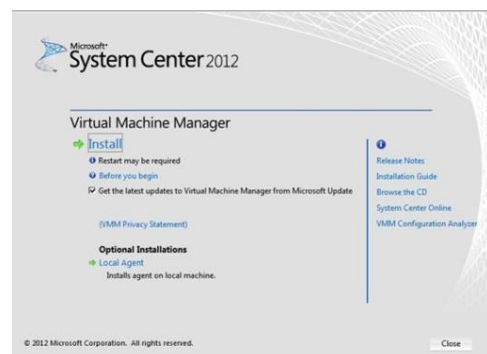 Microsoft®
System Center 2012
Virtual Machine Manager
Install
Restart may be required
Before you begin
Get the latest updates to Virtual Machine Manager from Microsoft Update
(VMM Privacy Statement)
Optional Installations
Local Agent
Installs agent on local machine.
Release Notes
Installation Guide
Browse the CD
System Center Online
VMM Configuration Analyzer
© 2012 Microsoft Corporation. All rights reserved.
Close